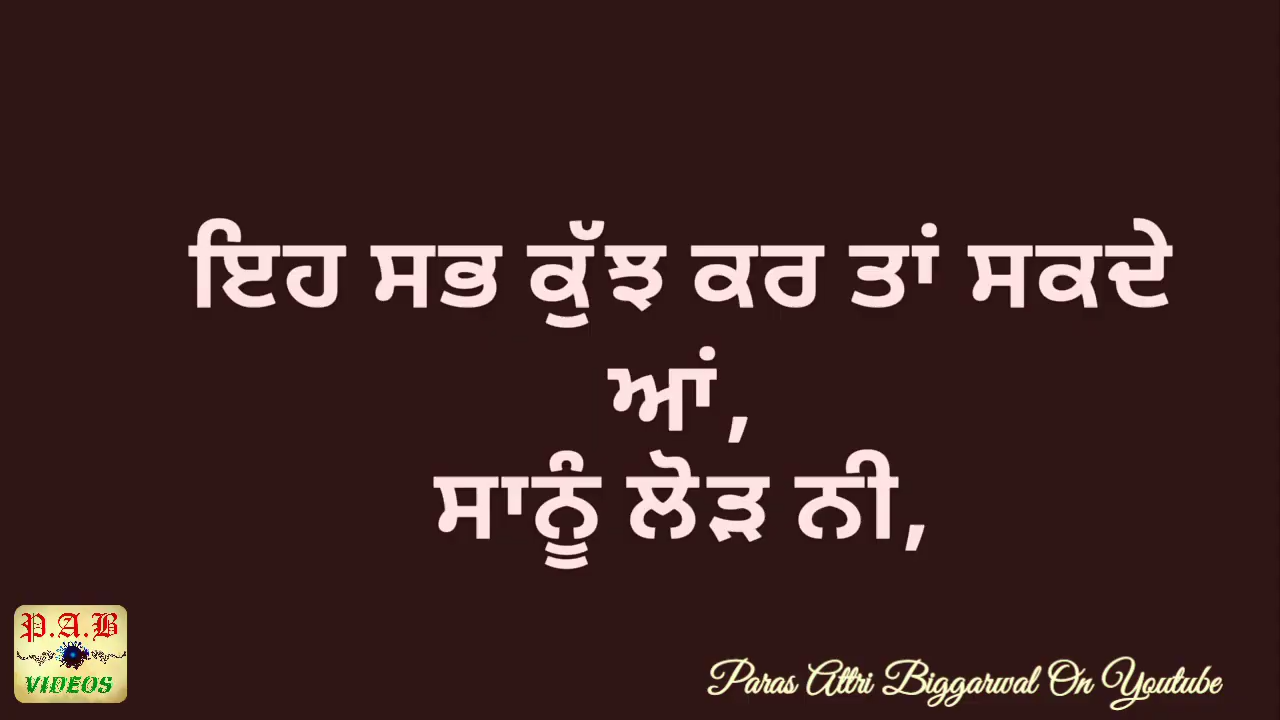 ਇਹ ਸਭ ਕੁੱਝ ਕਰ ਤਾਂ ਸਕਦੇ
ਆਂ,
ਸਾਨੂੰ ਲੋੜ ਨੀ,
P.A.B
VIDEOS
Paras Attri Biggarwal On Youtube